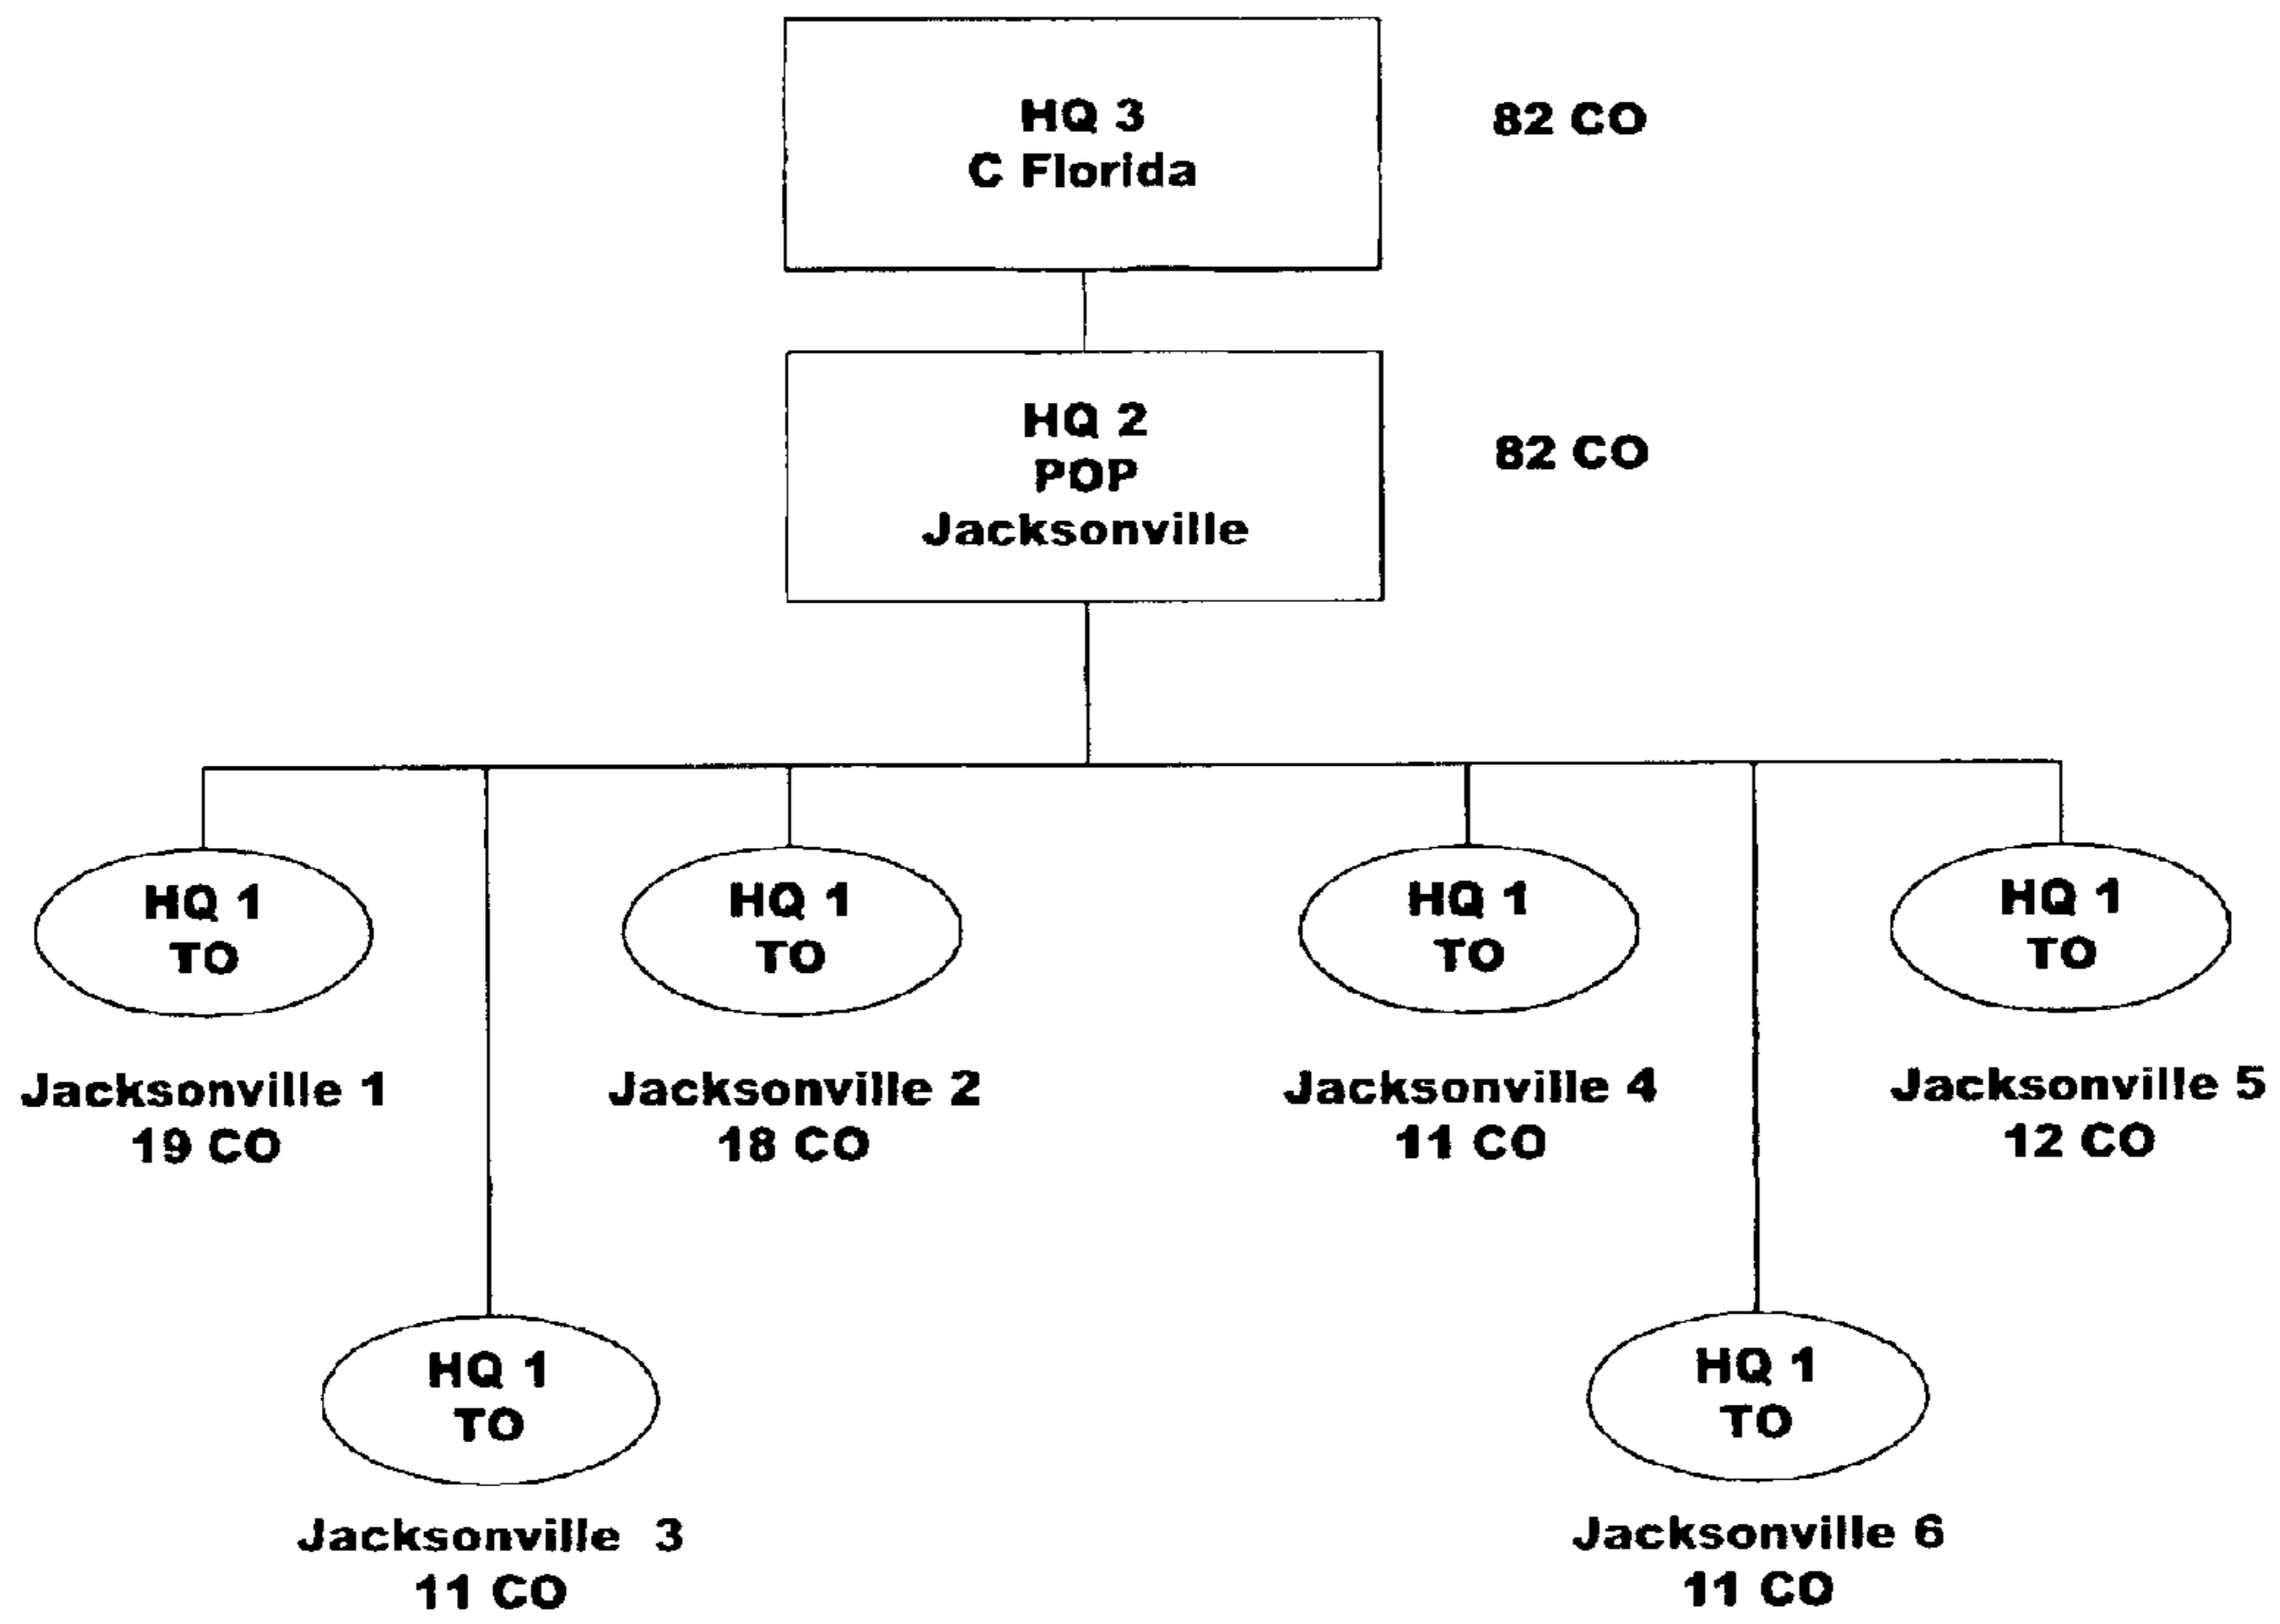 HQ 3
C Florida
82 CO
HQ 2
POP
Jacksonville
82 CO
HQ 1
TO
Jacksonville 1
19 CO
HQ 1
TO
Jacksonville 2
18 CO
HQ 1
TO
Jacksonville 4
11 CO
HQ 1
TO
Jacksonville 5
12 CO
HQ 1
TO
Jacksonville 3
11 CO
HQ 1
TO
Jacksonville 6
11 CO